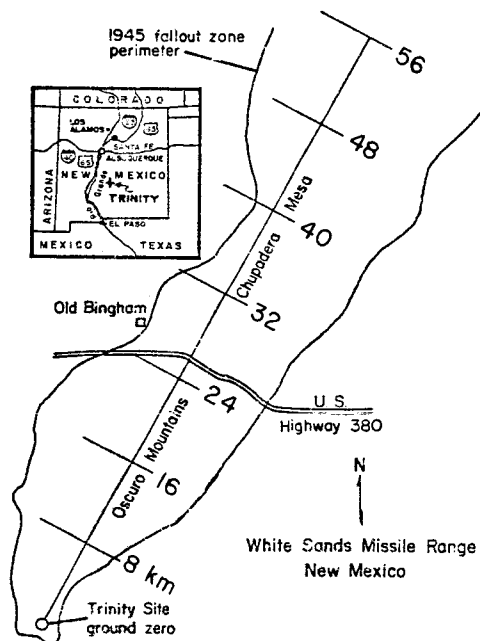 1945 fallout zone
perimeter
56
48
40
32
24
16
8 km
COLORADO
LOS
ALAMOS
SANTA FE
ALBUQUERQUE
NEW MEXICO
ARIZONA
Rio Grande
TRINITY
EL PASO
MEXICO
TEXAS
Mesa
Chupadera
Old Bingham
U.S.
Highway 380
Oscuro Mountains
N
White Sands Missile Range
New Mexico
Trinity Site
ground zero